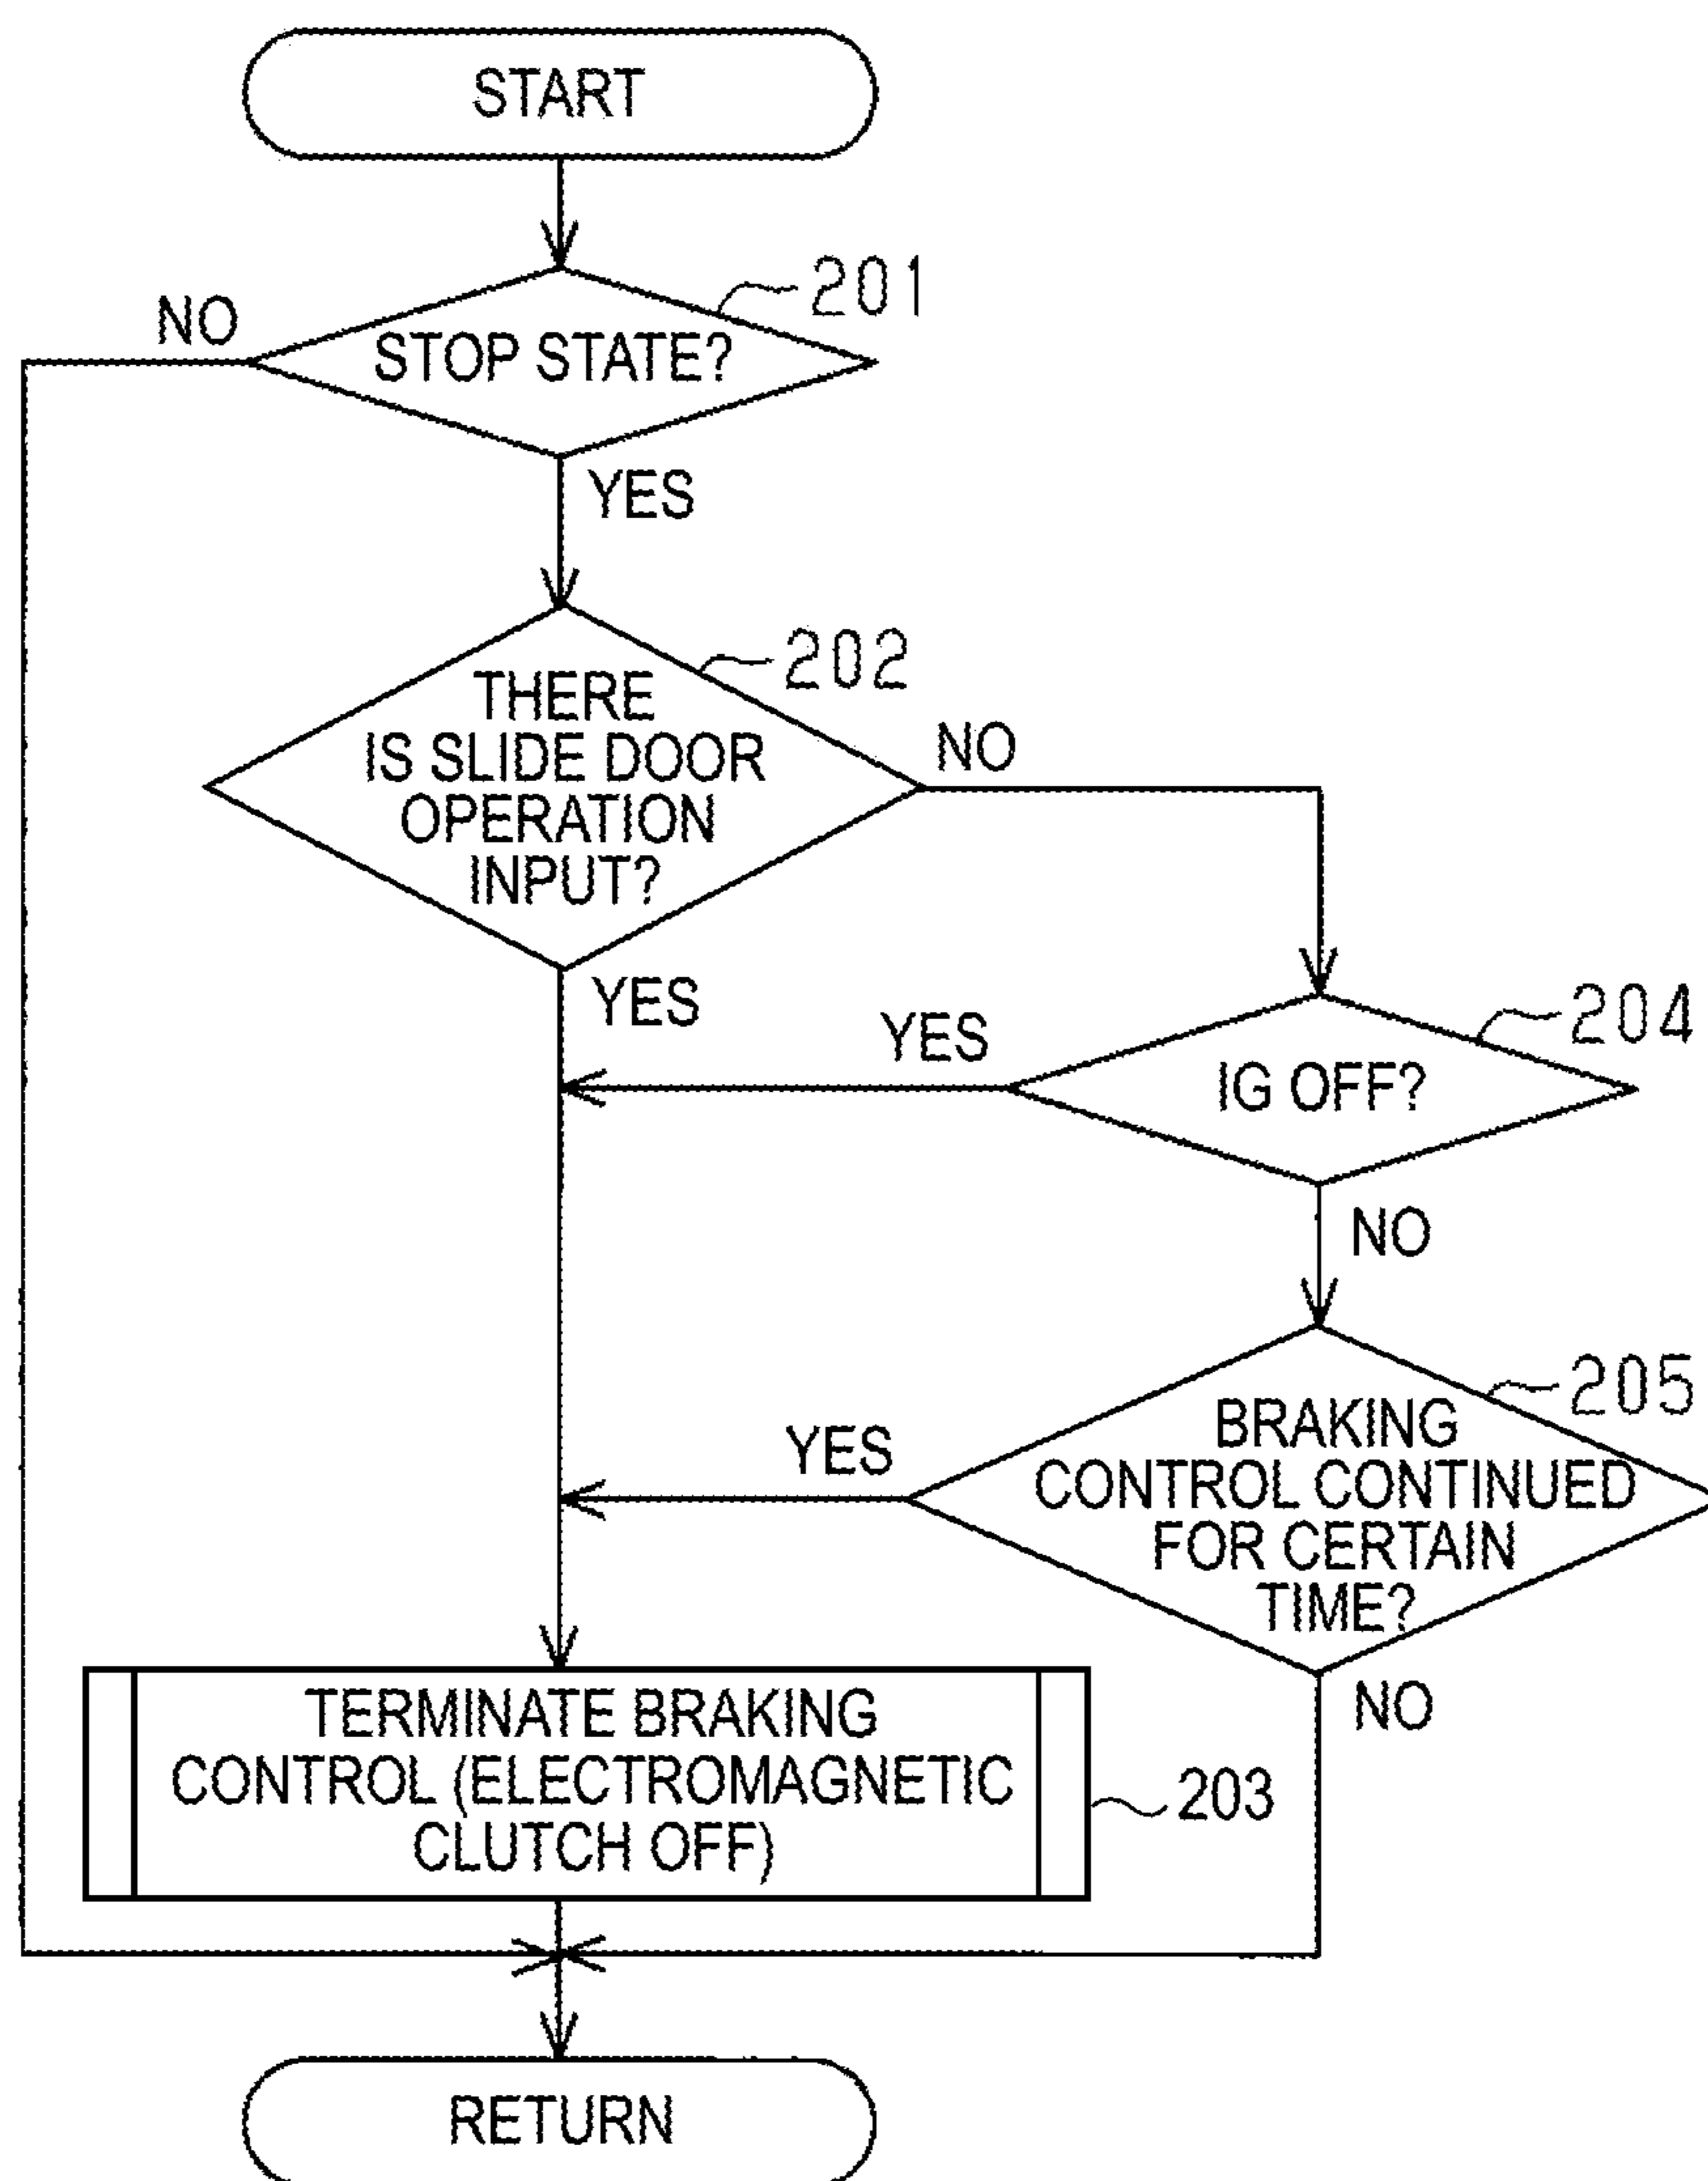 START
201
NO
STOP STATE?
YES
202
THERE
IS SLIDE DOOR
OPERATION
INPUT?
NO
YES
204
YES
IG OFF?
NO
205
BRAKING
CONTROL CONTINUED
FOR CERTAIN
TIME?
YES
NO
TERMINATE BRAKING
CONTROL (ELECTROMAGNETIC
CLUTCH OFF)
203
RETURN